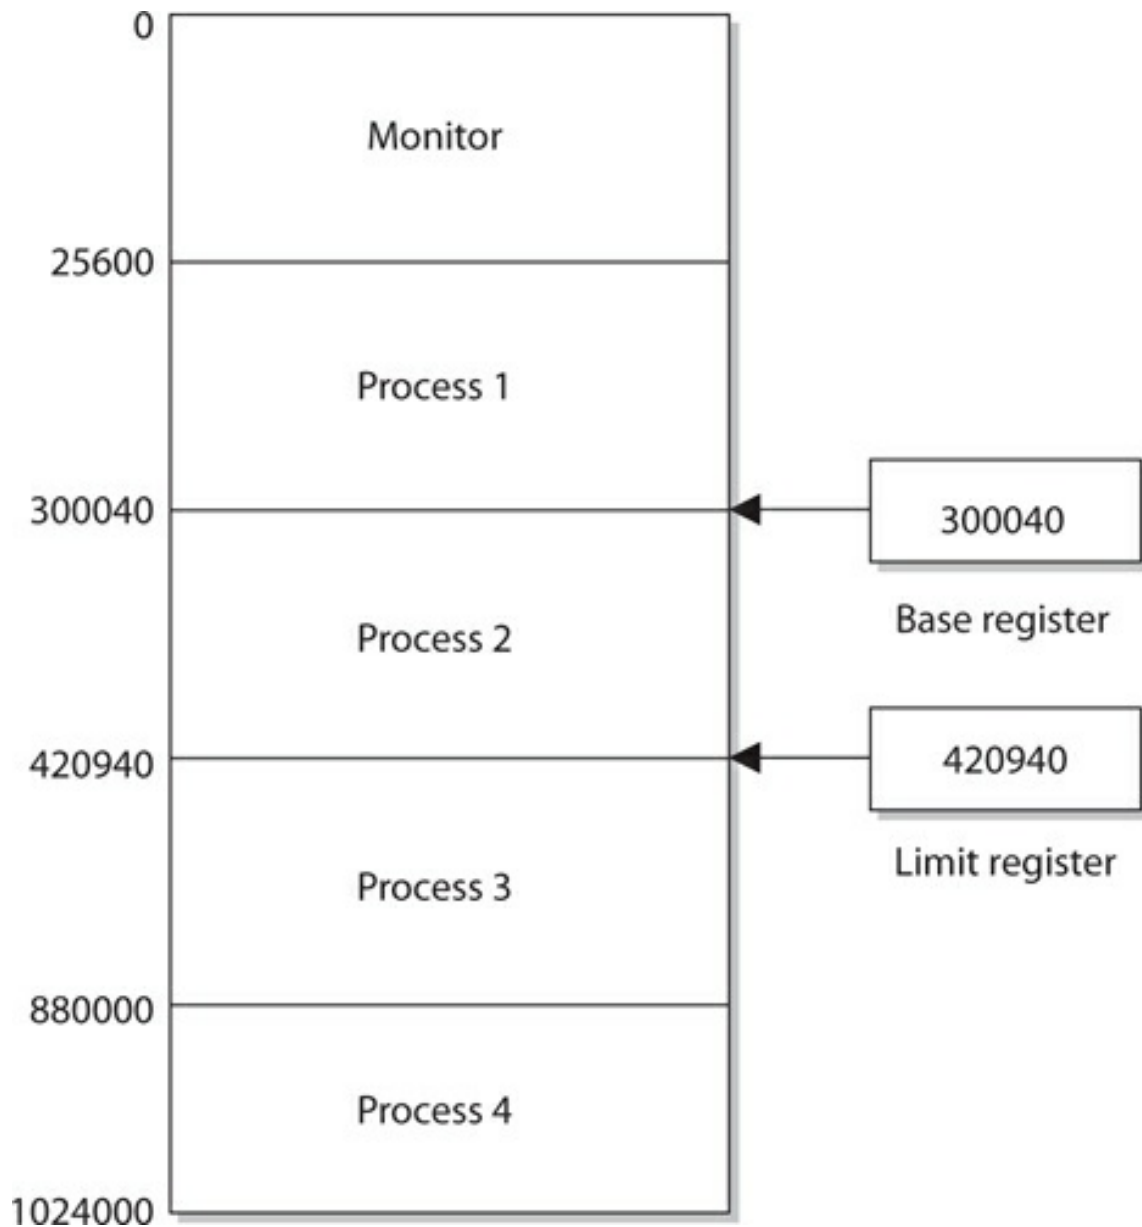 0
Monitor
25600
Process 1
300040
300040
Base register
Process 2
420940
420940
Limit register
Process 3
880000
Process 4
1024000